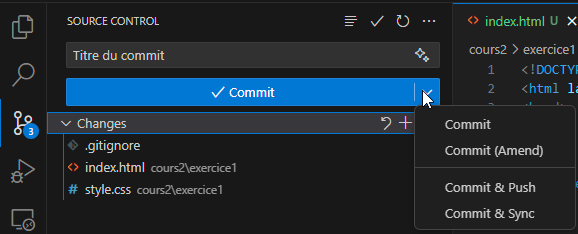 SOURCE CONTROL
Titre du commit
Commit
Changes
.gitignore
index.html cours2\exercice1
style.css cours2\exercice1
3
Commit
Commit (Amend)
Commit & Push
Commit & Sync
index.html U
cours2 > exercice1
1 <!DOCTYP
2 <html la
3